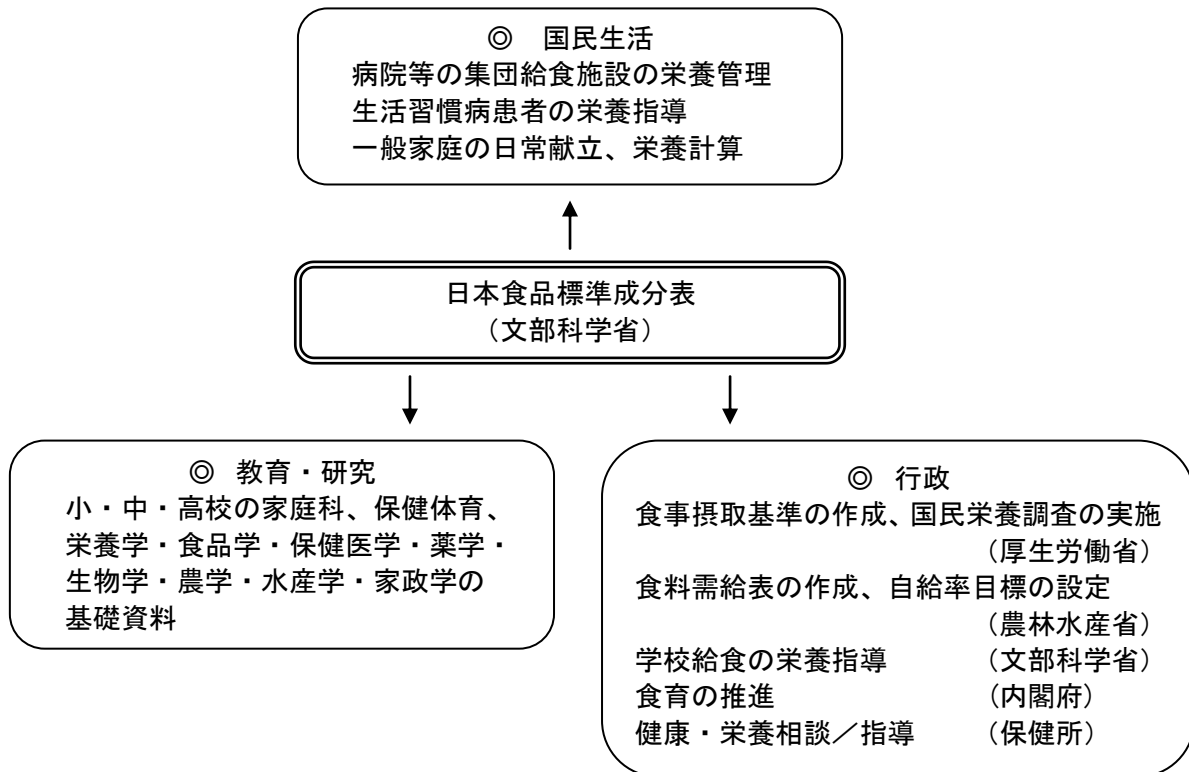 ◎ 国民生活
病院等の集団給食施設の栄養管理
生活習慣病患者の栄養指導
一般家庭の日常献立、栄養計算
日本食品標準成分表
（文部科学省）
◎ 教育・研究
小・中・高校の家庭科、保健体育、
栄養学・食品学・保健医学・薬学・
生物学・農学・水産学・家政学の
基礎資料
◎ 行政
食事摂取基準の作成、国民栄養調査の実施
（厚生労働省）
食料需給表の作成、自給率目標の設定
（農林水産省）
学校給食の栄養指導 （文部科学省）
食育の推進 （内閣府）
健康・栄養相談／指導 （保健所）